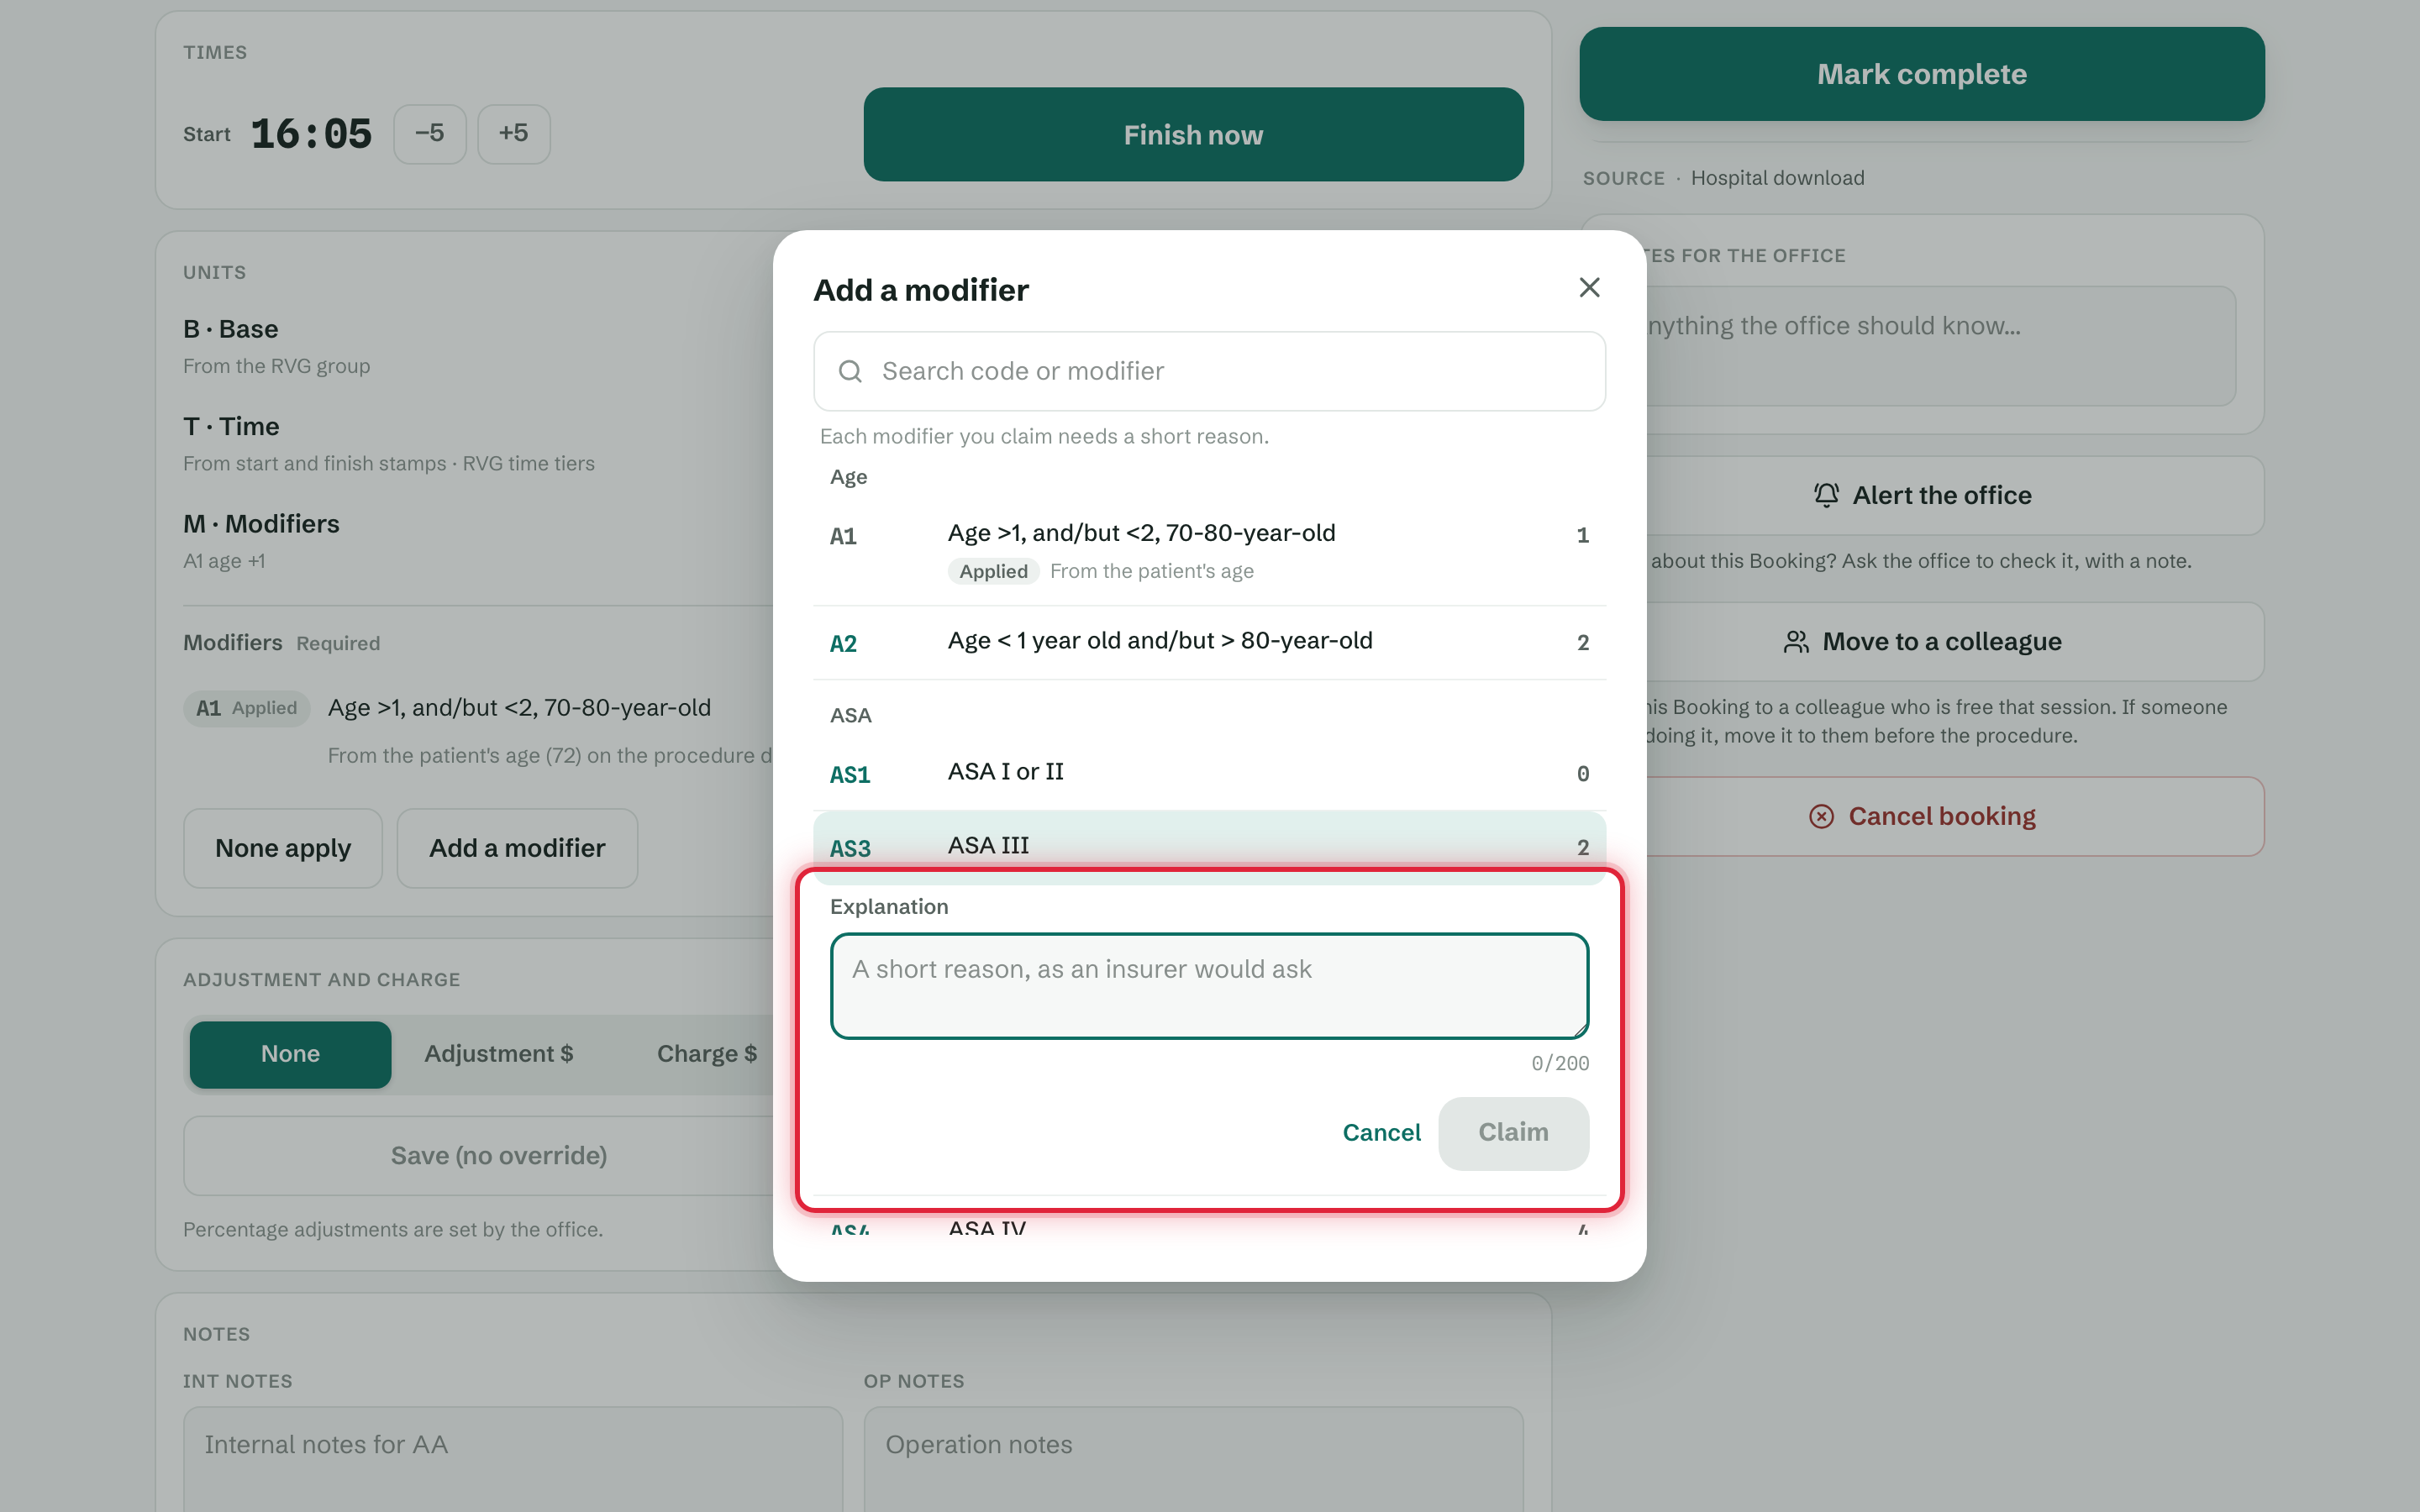 TIMES
Start 16:05 −5 +5
Finish now
Mark complete
SOURCE · Hospital download
UNITS
B · Base
From the RVG group
T · Time
From start and finish stamps · RVG time tiers
M · Modifiers
A1 age +1
Modifiers Required
A1 Applied Age >1, and/but <2, 70-80-year-old
From the patient's age (72) on the procedure
None apply
Add a modifier
ADJUSTMENT AND CHARGE
None
Adjustment $
Charge $
Save (no override)
Percentage adjustments are set by the office.
NOTES
INT NOTES
Internal notes for AA
OP NOTES
Operation notes
Add a modifier
Search code or modifier
Each modifier you claim needs a short reason.
Age
A1 Age >1, and/but <2, 70-80-year-old 1
Applied From the patient's age
A2 Age < 1 year old and/but > 80-year-old 2
ASA
AS1 ASA I or II 0
AS3 ASA III 2
Explanation
A short reason, as an insurer would ask
0/200
Cancel
Claim
AS4 ASA IV 4
FOR THE OFFICE
the office should know...
Alert the office
about this Booking? Ask the office to check it, with a note.
Move to a colleague
Booking to a colleague who is free that session. If someone
doing it, move it to them before the procedure.
Cancel booking